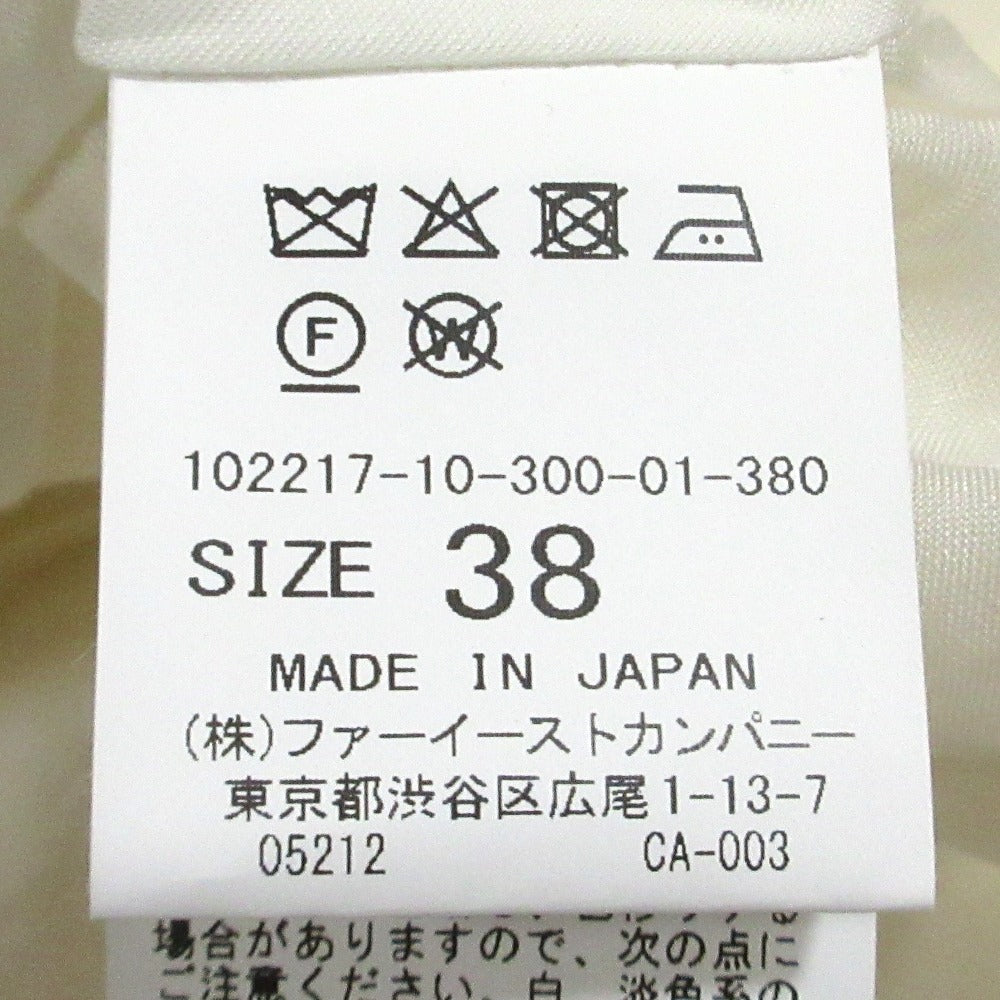 F W
102217-10-300-01-380
SIZE 38
MADE IN JAPAN
(株)ファーイーストカンパニー
東京都渋谷区広尾1-13-7
05212 CA-003
場合がありますので、次の点に
ご注意ください。白、淡色系の